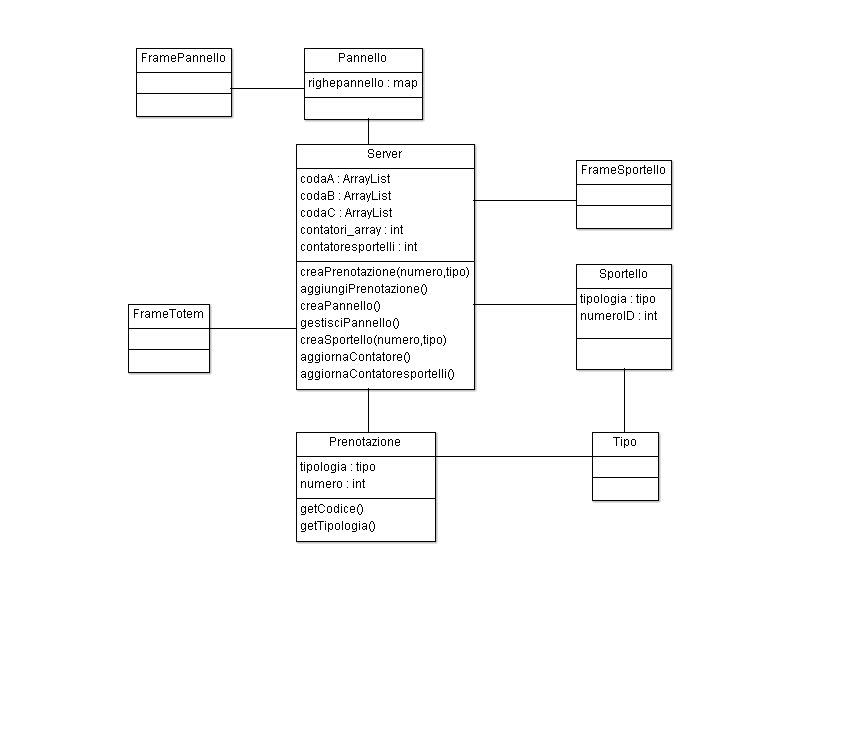 FramePannello
Pannello
righepannello : map
Server
codaA : ArrayList
codaB : ArrayList
codaC : ArrayList
contatori_array : int
contatoresportelli : int
creaPrenotazione(numero,tipo)
aggiungiPrenotazione()
creaPannello()
gestisciPannello()
creaSportello(numero,tipo)
aggiornaContatore()
aggiornaContatoresportelli()
FrameSportello
Sportello
tipologia : tipo
numeroID : int
FrameTotem
Prenotazione
tipologia : tipo
numero : int
getCodice()
getTipologia()
Tipo